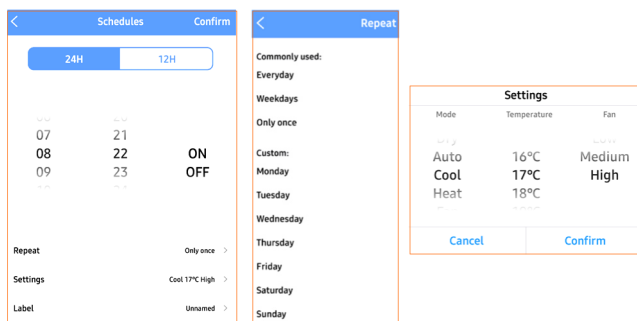 Schedules Confirm
24H 12H
07 21
08 22 ON
09 23 OFF
Repeat Only once
Settings Cool 17°C High
Label Unnamed
Repeat
Commonly used:
Everyday
Weekdays
Only once
Custom:
Monday
Tuesday
Wednesday
Thursday
Friday
Saturday
Sunday
Settings
Mode Temperature Fan
Auto 16°C Medium
Cool 17°C High
Heat 18°C
Cancel Confirm